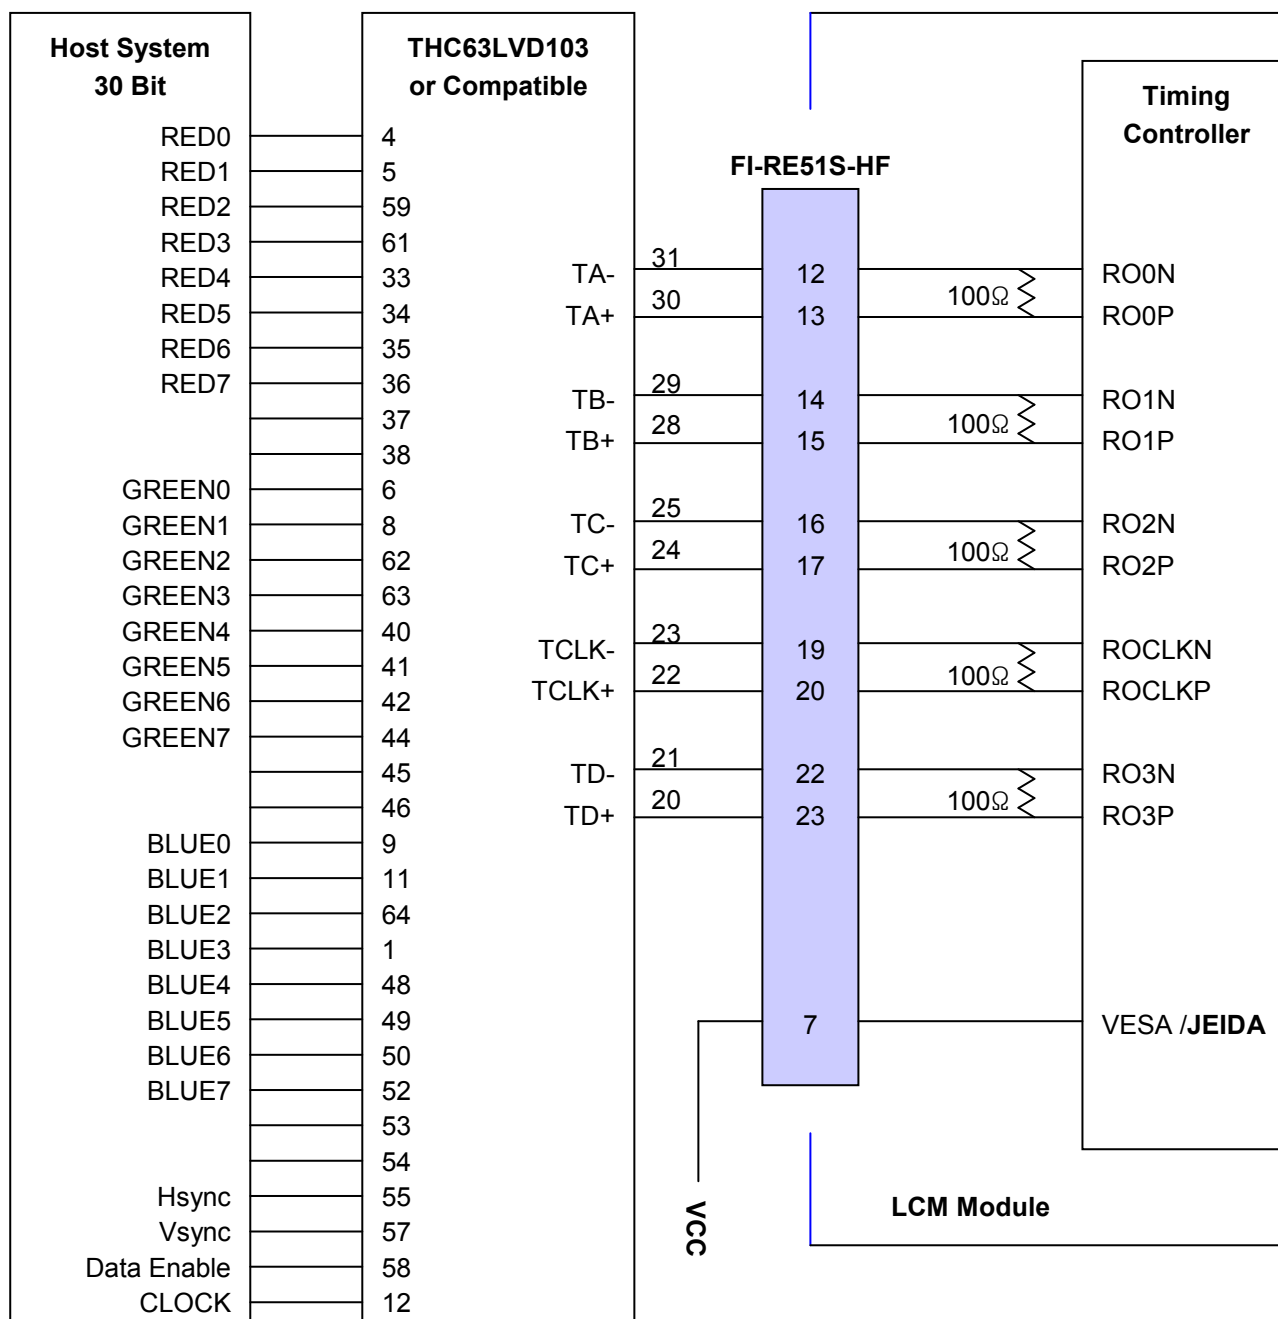 Host System
30 Bit
RED0
RED1
RED2
RED3
RED4
RED5
RED6
RED7
GREEN0
GREEN1
GREEN2
GREEN3
GREEN4
GREEN5
GREEN6
GREEN7
BLUE0
BLUE1
BLUE2
BLUE3
BLUE4
BLUE5
BLUE6
BLUE7
Hsync
Vsync
Data Enable
CLOCK
THC63LVD103
or Compatible
4
5
59
61
33
34
35
36
37
38
6
8
62
63
40
41
42
44
45
46
9
11
64
1
48
49
50
52
53
54
55
57
58
12
TA-
TA+
TB-
TB+
TC-
TC+
TCLK-
TCLK+
TD-
TD+
31
30
29
28
25
24
23
22
21
20
FI-RE51S-HF
12
13
14
15
16
17
19
20
22
23
7
VCC
100Ω
100Ω
100Ω
100Ω
100Ω
Timing
Controller
RO0N
RO0P
RO1N
RO1P
RO2N
RO2P
ROCLKN
ROCLKP
RO3N
RO3P
VESA /JEIDA
LCM Module